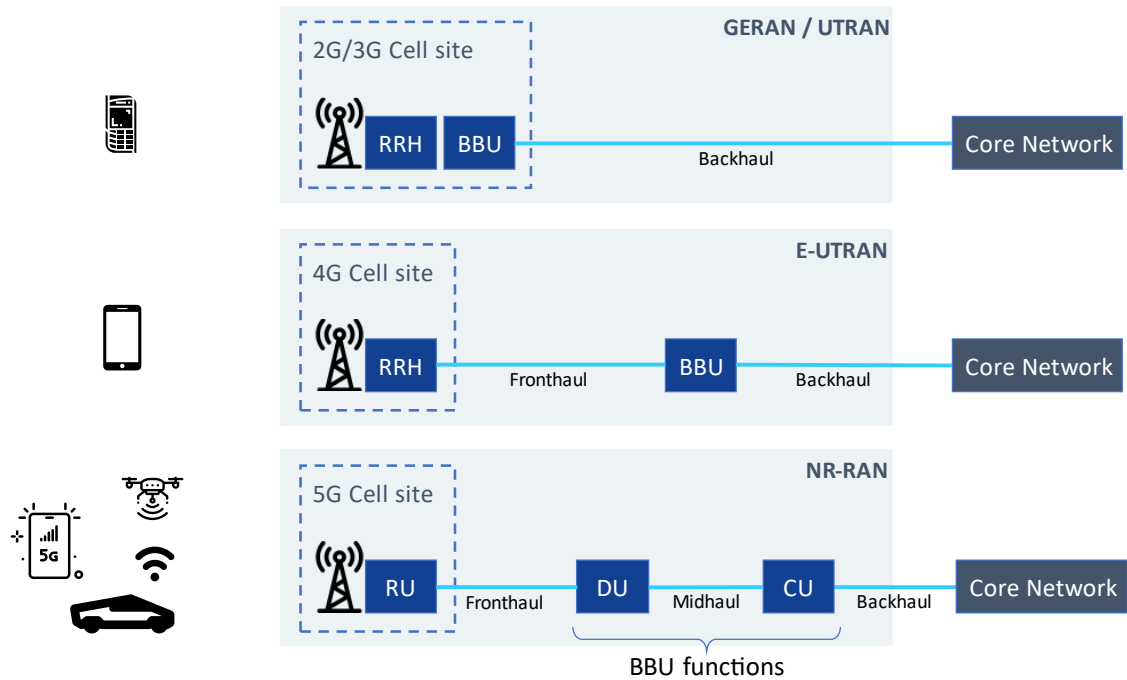 GERAN / UTRAN
2G/3G Cell site
RRH
BBU
Backhaul
Core Network
E-UTRAN
4G Cell site
RRH
Fronthaul
BBU
Backhaul
Core Network
NR-RAN
5G Cell site
5G
RU
Fronthaul
DU
Midhaul
CU
Backhaul
Core Network
BBU functions